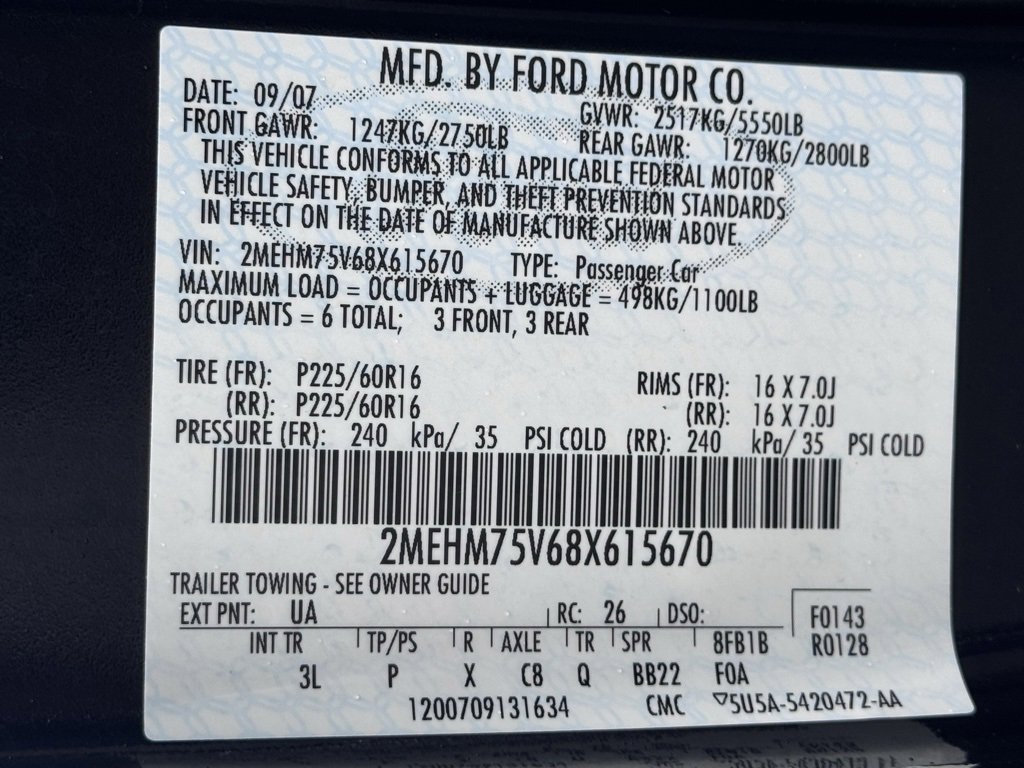 MFD. BY FORD MOTOR CO.
DATE: 09/07 GVWR: 2517KG/5550LB
FRONT GAWR: 1247KG/2750LB REAR GAWR: 1270KG/2800LB
THIS VEHICLE CONFORMS TO ALL APPLICABLE FEDERAL MOTOR
VEHICLE SAFETY, BUMPER, AND THEFT PREVENTION STANDARDS
IN EFFECT ON THE DATE OF MANUFACTURE SHOWN ABOVE.
VIN: 2MEHM75V68X615670 TYPE: Passenger Car
MAXIMUM LOAD = OCCUPANTS + LUGGAGE = 498KG/1100LB
OCCUPANTS = 6 TOTAL; 3 FRONT, 3 REAR
TIRE (FR): P225/60R16 RIMS (FR): 16 X 7.0J
(RR): P225/60R16 (RR): 16 X 7.0J
PRESSURE (FR): 240 kPa/ 35 PSI COLD (RR): 240 kPa/ 35 PSI COLD
2MEHM75V68X615670
TRAILER TOWING - SEE OWNER GUIDE
EXT PNT: UA RC: 26 DSO: F0143
INT TR TP/PS R AXLE TR SPR 8FB1B R0128
3L P X C8 Q BB22 F0A
1200709131634 CMC ▽5U5A-5420472-AA